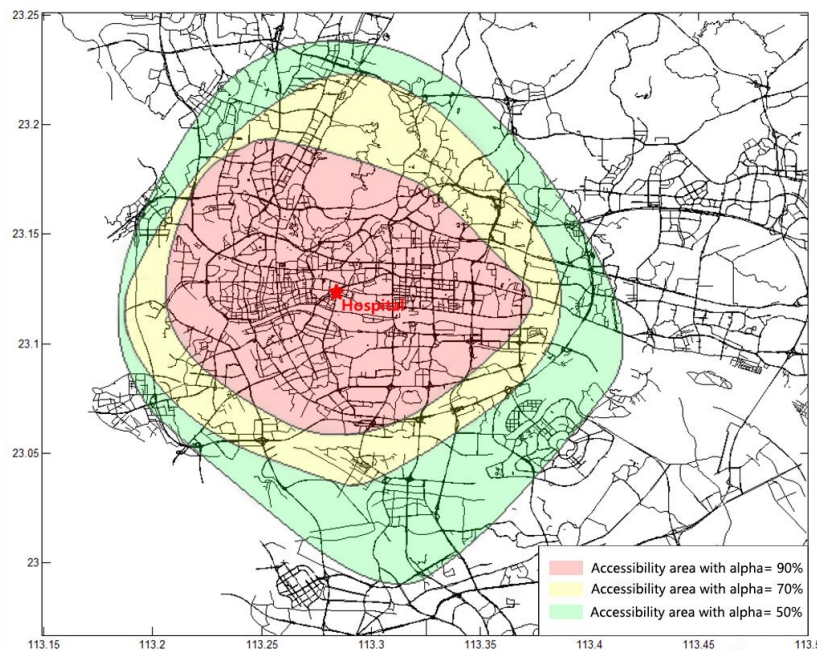 23.25
23.2
23.15
23.1
23.05
23
Hospital
Accessibility area with alpha= 90%
Accessibility area with alpha= 70%
Accessibility area with alpha= 50%
113.15 113.2 113.25 113.3 113.35 113.4 113.45 113.5